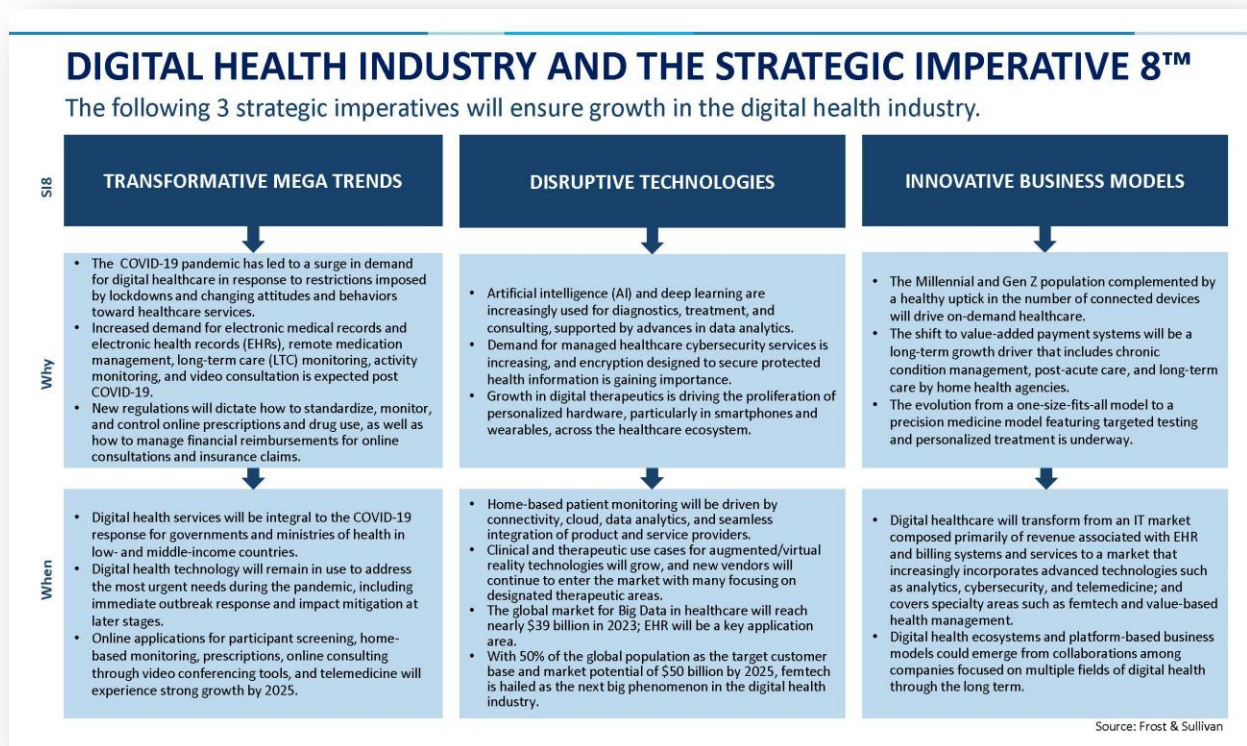 DIGITAL HEALTH INDUSTRY AND THE STRATEGIC IMPERATIVE 8™
The following 3 strategic imperatives will ensure growth in the digital health industry.
SI8
TRANSFORMATIVE MEGA TRENDS
DISRUPTIVE TECHNOLOGIES
INNOVATIVE BUSINESS MODELS
Why
• The COVID-19 pandemic has led to a surge in demand
for digital healthcare in response to restrictions imposed
by lockdowns and changing attitudes and behaviors
toward healthcare services.
• Increased demand for electronic medical records and
electronic health records (EHRs), remote medication
management, long-term care (LTC) monitoring, activity
monitoring, and video consultation is expected post
COVID-19.
• New regulations will dictate how to standardize, monitor,
and control online prescriptions and drug use, as well as
how to manage financial reimbursements for online
consultations and insurance claims.
• Artificial intelligence (AI) and deep learning are
increasingly used for diagnostics, treatment, and
consulting, supported by advances in data analytics.
• Demand for managed healthcare cybersecurity services is
increasing, and encryption designed to secure protected
health information is gaining importance.
• Growth in digital therapeutics is driving the proliferation of
personalized hardware, particularly in smartphones and
wearables, across the healthcare ecosystem.
• The Millennial and Gen Z population complemented by
a healthy uptick in the number of connected devices
will drive on-demand healthcare.
• The shift to value-added payment systems will be a
long-term growth driver that includes chronic
condition management, post-acute care, and long-term
care by home health agencies.
• The evolution from a one-size-fits-all model to a
precision medicine model featuring targeted testing
and personalized treatment is underway.
When
• Digital health services will be integral to the COVID-19
response for governments and ministries of health in
low- and middle-income countries.
• Digital health technology will remain in use to address
the most urgent needs during the pandemic, including
immediate outbreak response and impact mitigation at
later stages.
• Online applications for participant screening, home-
based monitoring, prescriptions, online consulting
through video conferencing tools, and telemedicine will
experience strong growth by 2025.
• Home-based patient monitoring will be driven by
connectivity, cloud, data analytics, and seamless
integration of product and service providers.
• Clinical and therapeutic use cases for augmented/virtual
reality technologies will grow, and new vendors will
continue to enter the market with many focusing on
designated therapeutic areas.
• The global market for Big Data in healthcare will reach
nearly $39 billion in 2023; EHR will be a key application
area.
• With 50% of the global population as the target customer
base and market potential of $50 billion by 2025, femtech
is hailed as the next big phenomenon in the digital health
industry.
• Digital healthcare will transform from an IT market
composed primarily of revenue associated with EHR
and billing systems and services to a market that
increasingly incorporates advanced technologies such
as analytics, cybersecurity, and telemedicine; and
covers specialty areas such as femtech and value-based
health management.
• Digital health ecosystems and platform-based business
models could emerge from collaborations among
companies focused on multiple fields of digital health
through the long term.
Source: Frost & Sullivan